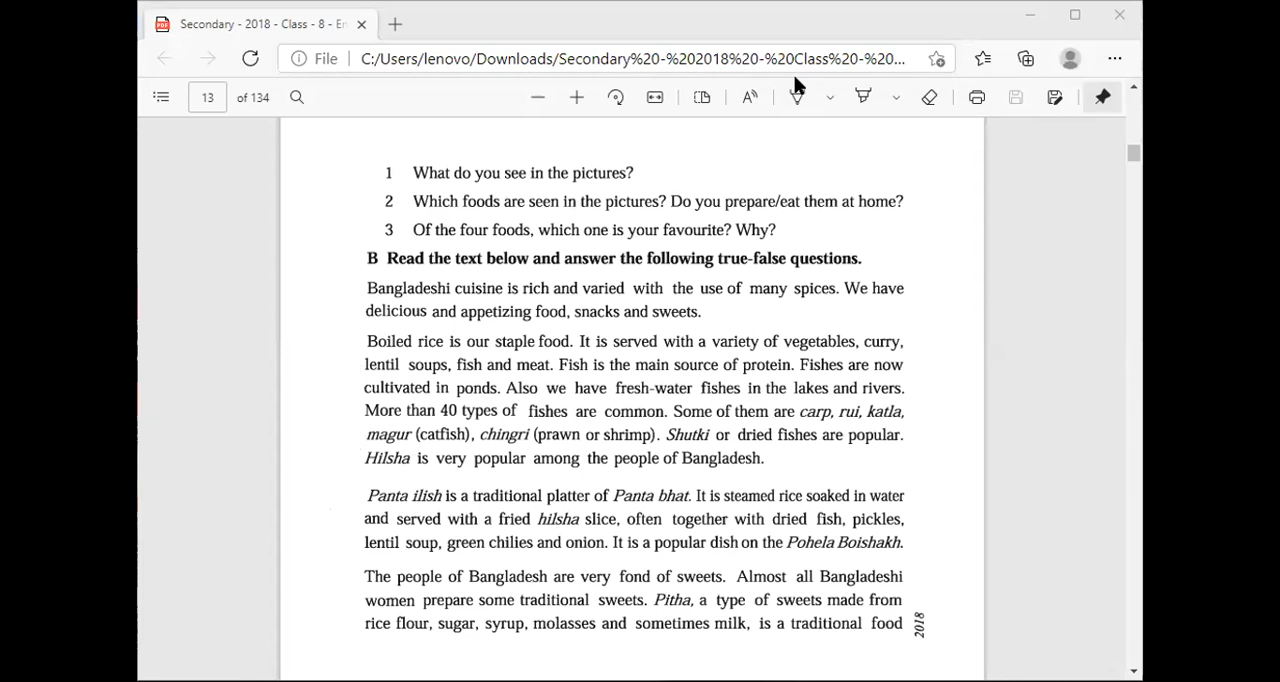 Secondary - 2018 - Class - 8 - En
File C:/Users/lenovo/Downloads/Secondary%20-%202018%20-%20Class%20-%20...
13 of 134
1 What do you see in the pictures?
2 Which foods are seen in the pictures? Do you prepare/eat them at home?
3 Of the four foods, which one is your favourite? Why?
B Read the text below and answer the following true-false questions.
Bangladeshi cuisine is rich and varied with the use of many spices. We have
delicious and appetizing food, snacks and sweets.
Boiled rice is our staple food. It is served with a variety of vegetables, curry,
lentil soups, fish and meat. Fish is the main source of protein. Fishes are now
cultivated in ponds. Also we have fresh-water fishes in the lakes and rivers.
More than 40 types of fishes are common. Some of them are carp, rui, katla,
magur (catfish), chingri (prawn or shrimp). Shutki or dried fishes are popular.
Hilsha is very popular among the people of Bangladesh.
Panta ilish is a traditional platter of Panta bhat. It is steamed rice soaked in water
and served with a fried hilsha slice, often together with dried fish, pickles,
lentil soup, green chilies and onion. It is a popular dish on the Pohela Boishakh.
The people of Bangladesh are very fond of sweets. Almost all Bangladeshi
women prepare some traditional sweets. Pitha, a type of sweets made from
rice flour, sugar, syrup, molasses and sometimes milk, is a traditional food
2018